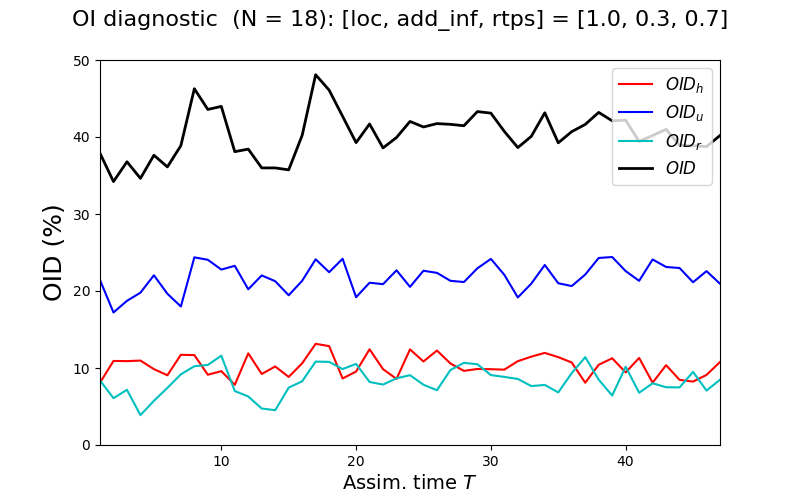 OI diagnostic  (N = 18): [loc, add_inf, rtps] = [1.0, 0.3, 0.7]
50
40
30
20
10
0
OID (%)
OID_h
OID_u
OID_r
OID
10
20
30
40
Assim. time T